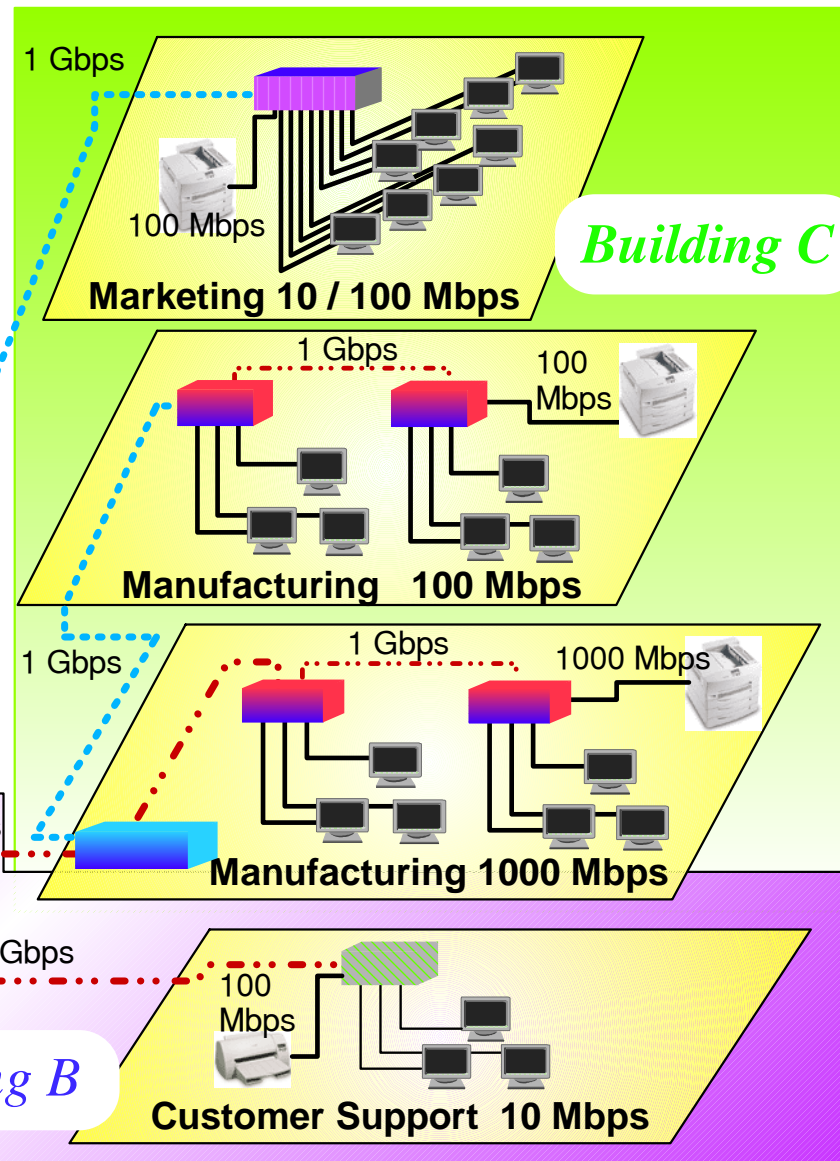 1 Gbps
100 Mbps
Building C
Marketing 10 / 100 Mbps
1 Gbps
100
Mbps
Manufacturing 100 Mbps
1 Gbps
1 Gbps
1000 Mbps
Manufacturing 1000 Mbps
Gbps
100
Mbps
g B
Customer Support 10 Mbps